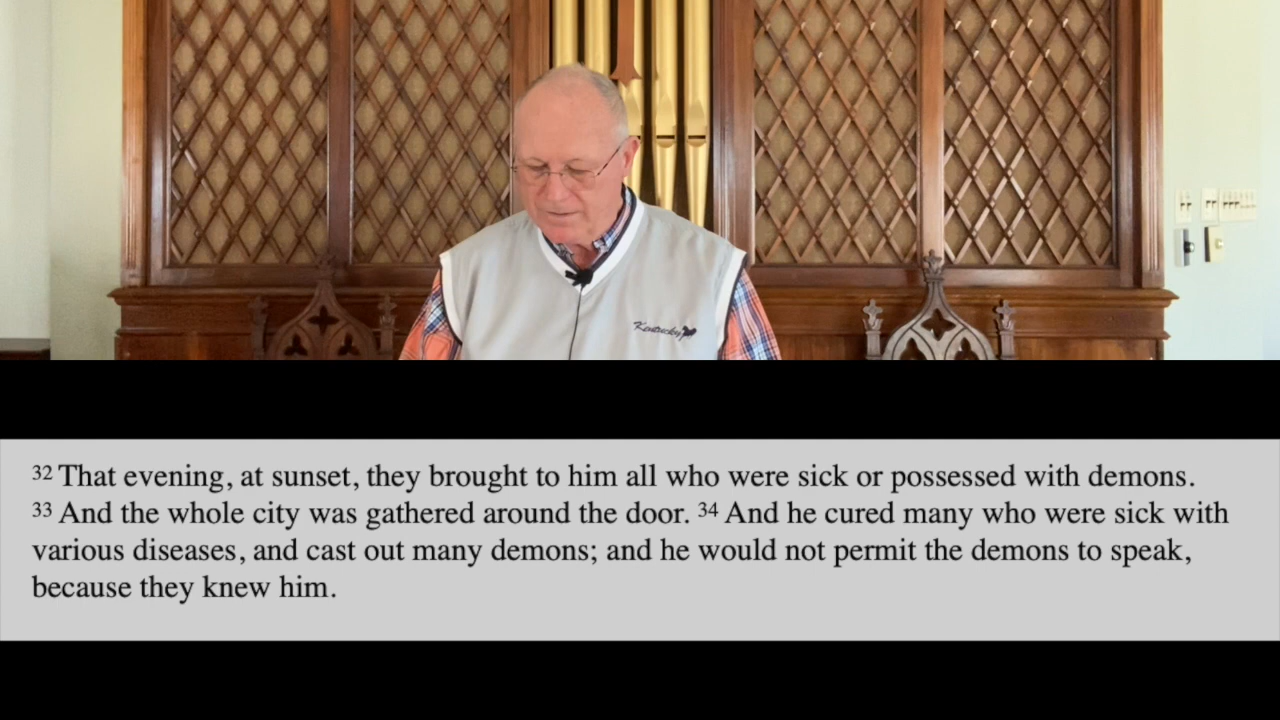 Kentucky
32 That evening, at sunset, they brought to him all who were sick or possessed with demons.
33 And the whole city was gathered around the door. 34 And he cured many who were sick with
various diseases, and cast out many demons; and he would not permit the demons to speak,
because they knew him.